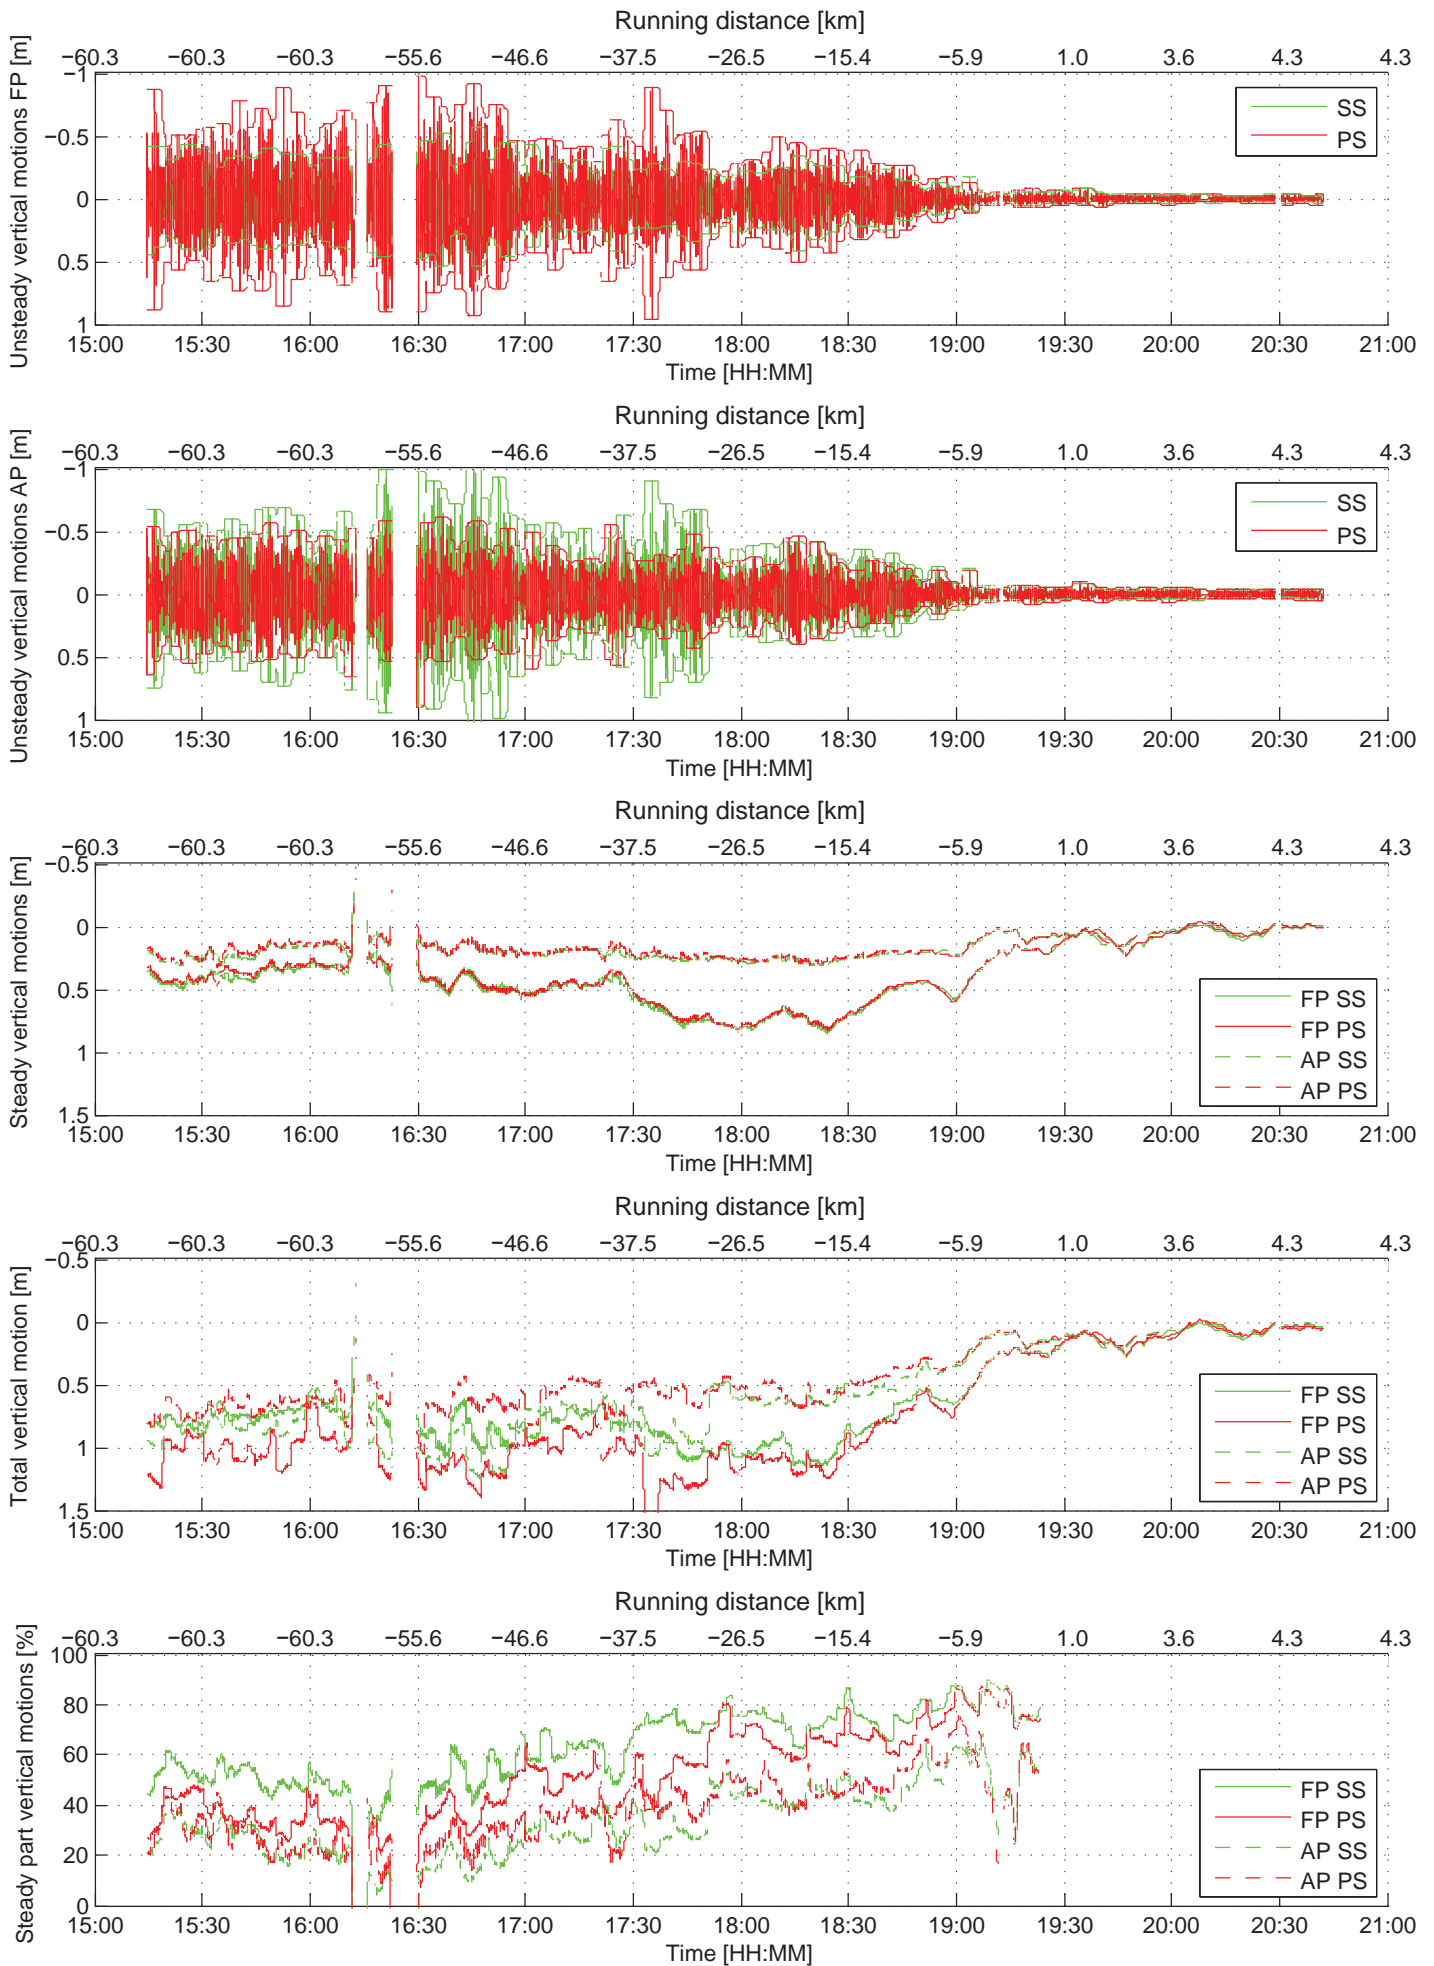 Running distance [km]
−60.3 −60.3 −60.3 −55.6 −46.6 −37.5 −26.5 −15.4 −5.9 1.0 3.6 4.3 4.3
Unsteady vertical motions FP [m]
−1
−0.5
0
0.5
1
SS
PS
15:00 15:30 16:00 16:30 17:00 17:30 18:00 18:30 19:00 19:30 20:00 20:30 21:00
Time [HH:MM]
Running distance [km]
−60.3 −60.3 −60.3 −55.6 −46.6 −37.5 −26.5 −15.4 −5.9 1.0 3.6 4.3 4.3
Unsteady vertical motions AP [m]
−1
−0.5
0
0.5
1
SS
PS
15:00 15:30 16:00 16:30 17:00 17:30 18:00 18:30 19:00 19:30 20:00 20:30 21:00
Time [HH:MM]
Running distance [km]
−60.3 −60.3 −60.3 −55.6 −46.6 −37.5 −26.5 −15.4 −5.9 1.0 3.6 4.3 4.3
Steady vertical motions [m]
−0.5
0
0.5
1
1.5
FP SS
FP PS
AP SS
AP PS
15:00 15:30 16:00 16:30 17:00 17:30 18:00 18:30 19:00 19:30 20:00 20:30 21:00
Time [HH:MM]
Running distance [km]
−60.3 −60.3 −60.3 −55.6 −46.6 −37.5 −26.5 −15.4 −5.9 1.0 3.6 4.3 4.3
Total vertical motion [m]
−0.5
0
0.5
1
1.5
FP SS
FP PS
AP SS
AP PS
15:00 15:30 16:00 16:30 17:00 17:30 18:00 18:30 19:00 19:30 20:00 20:30 21:00
Time [HH:MM]
Running distance [km]
−60.3 −60.3 −60.3 −55.6 −46.6 −37.5 −26.5 −15.4 −5.9 1.0 3.6 4.3 4.3
Steady part vertical motions [%]
100
80
60
40
20
0
FP SS
FP PS
AP SS
AP PS
15:00 15:30 16:00 16:30 17:00 17:30 18:00 18:30 19:00 19:30 20:00 20:30 21:00
Time [HH:MM]